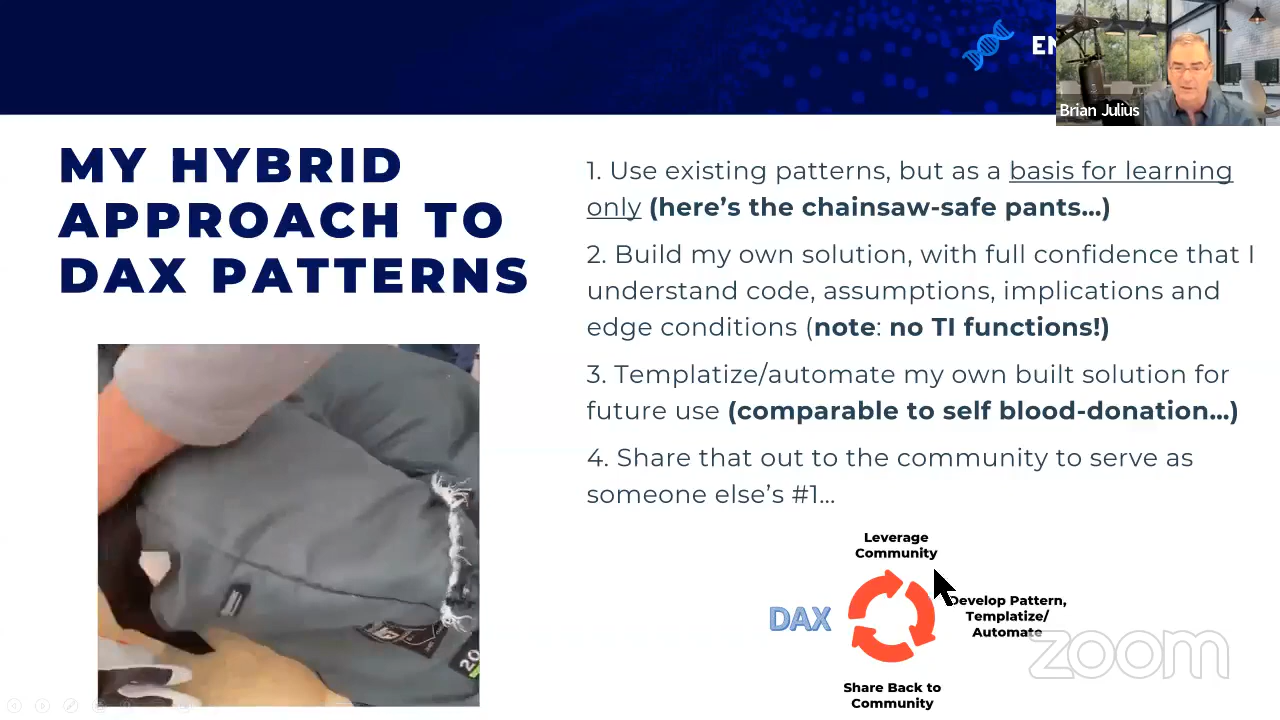 EN
Brian Julius
MY HYBRID
APPROACH TO
DAX PATTERNS
1. Use existing patterns, but as a basis for learning
only (here’s the chainsaw-safe pants…)
2. Build my own solution, with full confidence that I
understand code, assumptions, implications and
edge conditions (note: no TI functions!)
3. Templatize/automate my own built solution for
future use (comparable to self blood-donation…)
4. Share that out to the community to serve as
someone else’s #1…
Leverage
Community
DAX
Develop Pattern,
Templatize/
Automate
Share Back to
Community
zoom
20